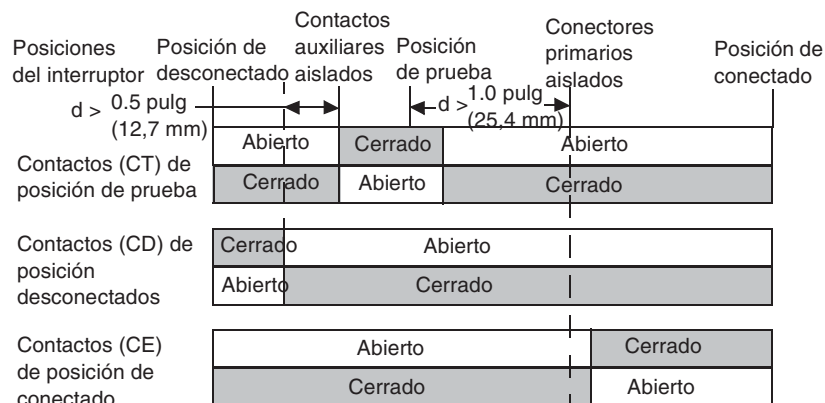 Posiciones
del interruptor
Posición de
desconectado
Contactos
auxiliares
aislados
Posición
de prueba
Conectores
primarios
aislados
Posición de
conectado
d > 0.5 pulg
(12,7 mm)
d > 1.0 pulg
(25,4 mm)
Contactos (CT) de
posición de prueba
Abierto Cerrado Abierto
Cerrado Abierto Cerrado
Contactos (CD) de
posición
desconectados
Cerrado Abierto
Abierto Cerrado
Contactos (CE)
de posición de
conectado
Abierto Cerrado
Cerrado Abierto